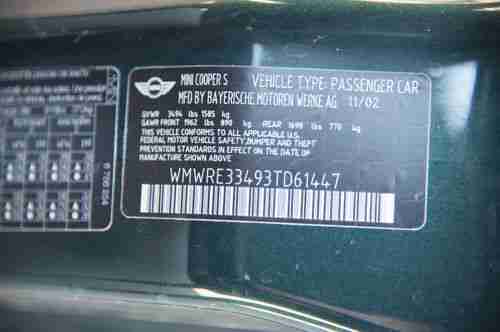 MINI COOPER S VEHICLE TYPE: PASSENGER CAR
MFD BY BAYERISCHE MOTOREN WERKE AG 11/02
GVWR 3494 lbs 1585 kg
GAWR FRONT 1962 lbs 890 kg REAR 1698 lbs 770 kg
THIS VEHICLE CONFORMS TO ALL APPLICABLE U.S.
FEDERAL MOTOR VEHICLE SAFETY, BUMPER AND THEFT
PREVENTION STANDARDS IN EFFECT ON THE DATE OF
MANUFACTURE SHOWN ABOVE.
WMWRE33493TD61447